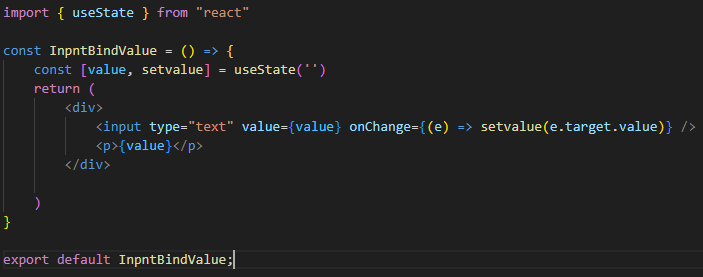 import { useState } from "react"
const InpntBindValue = () => {
const [value, setvalue] = useState('')
return (
<div>
<input type="text" value={value} onChange={(e) => setvalue(e.target.value)} />
<p>{value}</p>
</div>
)
}
export default InpntBindValue;